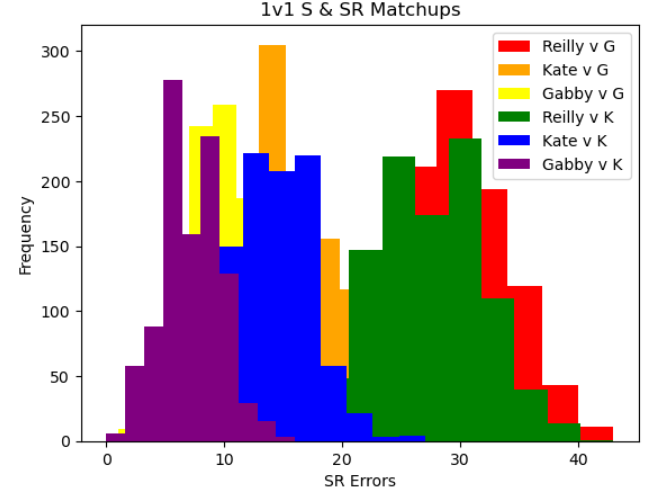 1v1 S & SR Matchups
300
250
200
150
100
50
0
Frequency
Reilly v G
Kate v G
Gabby v G
Reilly v K
Kate v K
Gabby v K
0 10 20 30 40
SR Errors